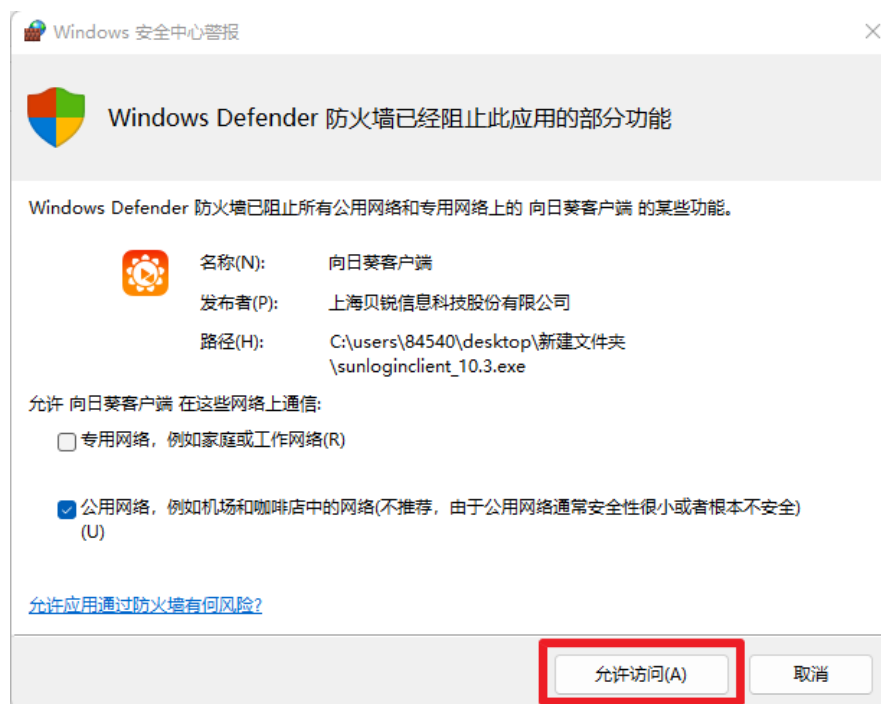 Windows 安全中心警报
Windows Defender 防火墙已经阻止此应用的部分功能
Windows Defender 防火墙已阻止所有公用网络和专用网络上的 向日葵客户端 的某些功能。
名称(N): 向日葵客户端
发布者(P): 上海贝锐信息科技股份有限公司
路径(H): C:\users\84540\desktop\新建文件夹
\sunloginclient_10.3.exe
允许 向日葵客户端 在这些网络上通信:
专用网络，例如家庭或工作网络(R)
公用网络，例如机场和咖啡店中的网络(不推荐，由于公用网络通常安全性很小或者根本不安全)
(U)
允许应用通过防火墙有何风险?
允许访问(A) 取消